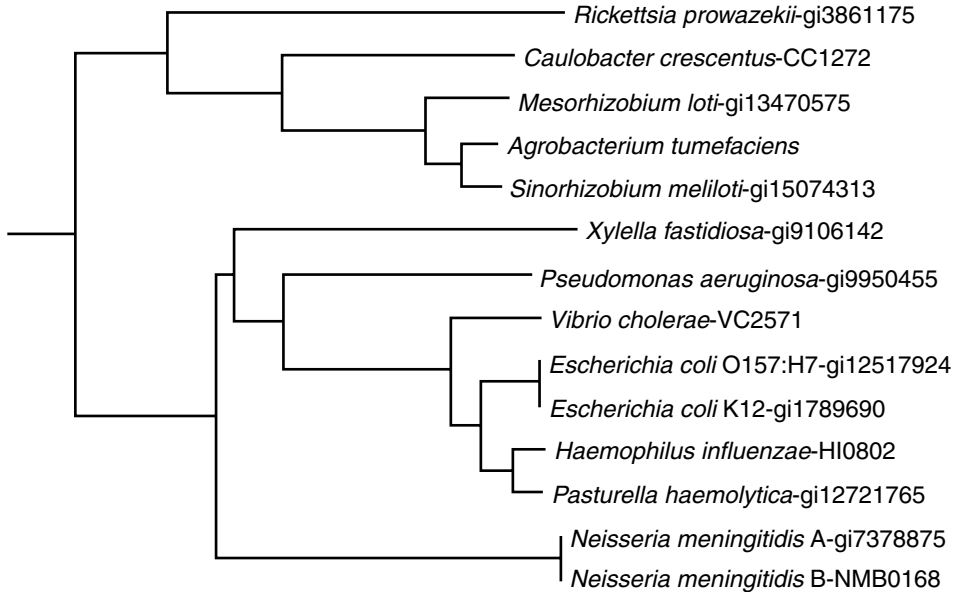 Rickettsia prowazekii-gi3861175
Caulobacter crescentus-CC1272
Mesorhizobium loti-gi13470575
Agrobacterium tumefaciens
Sinorhizobium meliloti-gi15074313
Xylella fastidiosa-gi9106142
Pseudomonas aeruginosa-gi9950455
Vibrio cholerae-VC2571
Escherichia coli O157:H7-gi12517924
Escherichia coli K12-gi1789690
Haemophilus influenzae-HI0802
Pasturella haemolytica-gi12721765
Neisseria meningitidis A-gi7378875
Neisseria meningitidis B-NMB0168